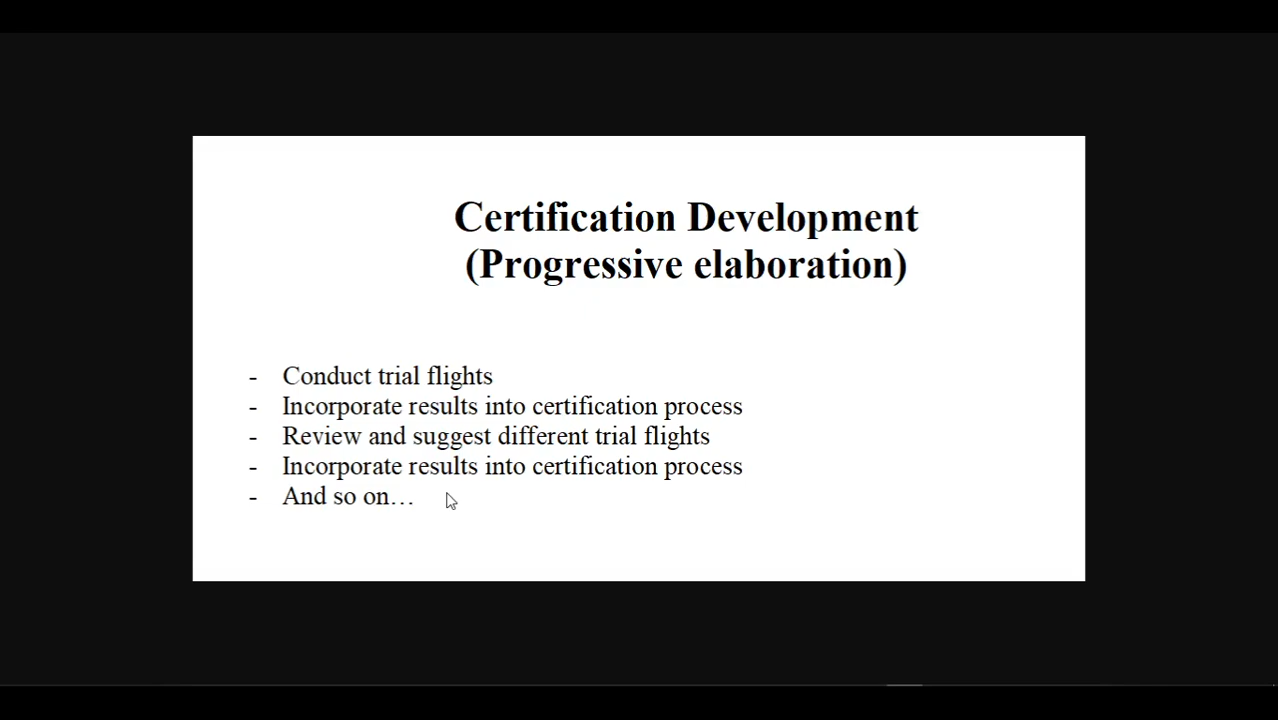 Certification Development
(Progressive elaboration)
- Conduct trial flights
- Incorporate results into certification process
- Review and suggest different trial flights
- Incorporate results into certification process
- And so on…